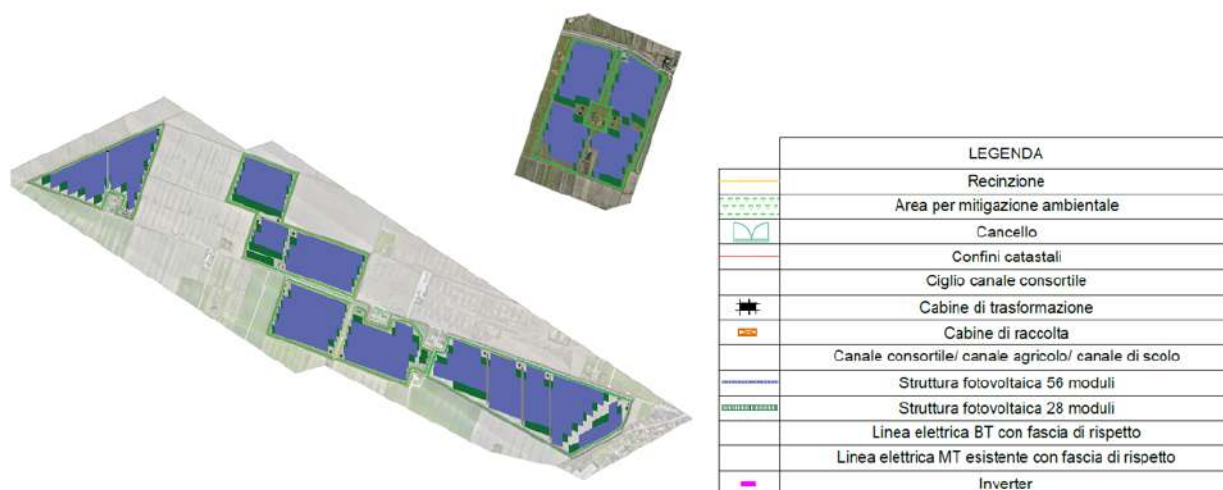 LEGENDA
Recinzione
Area per mitigazione ambientale
Cancello
Confini catastali
Ciglio canale consortile
Cabine di trasformazione
Cabine di raccolta
Canale consortile/ canale agricolo/ canale di scolo
Struttura fotovoltaica 56 moduli
Struttura fotovoltaica 28 moduli
Linea elettrica BT con fascia di rispetto
Linea elettrica MT esistente con fascia di rispetto
Inverter